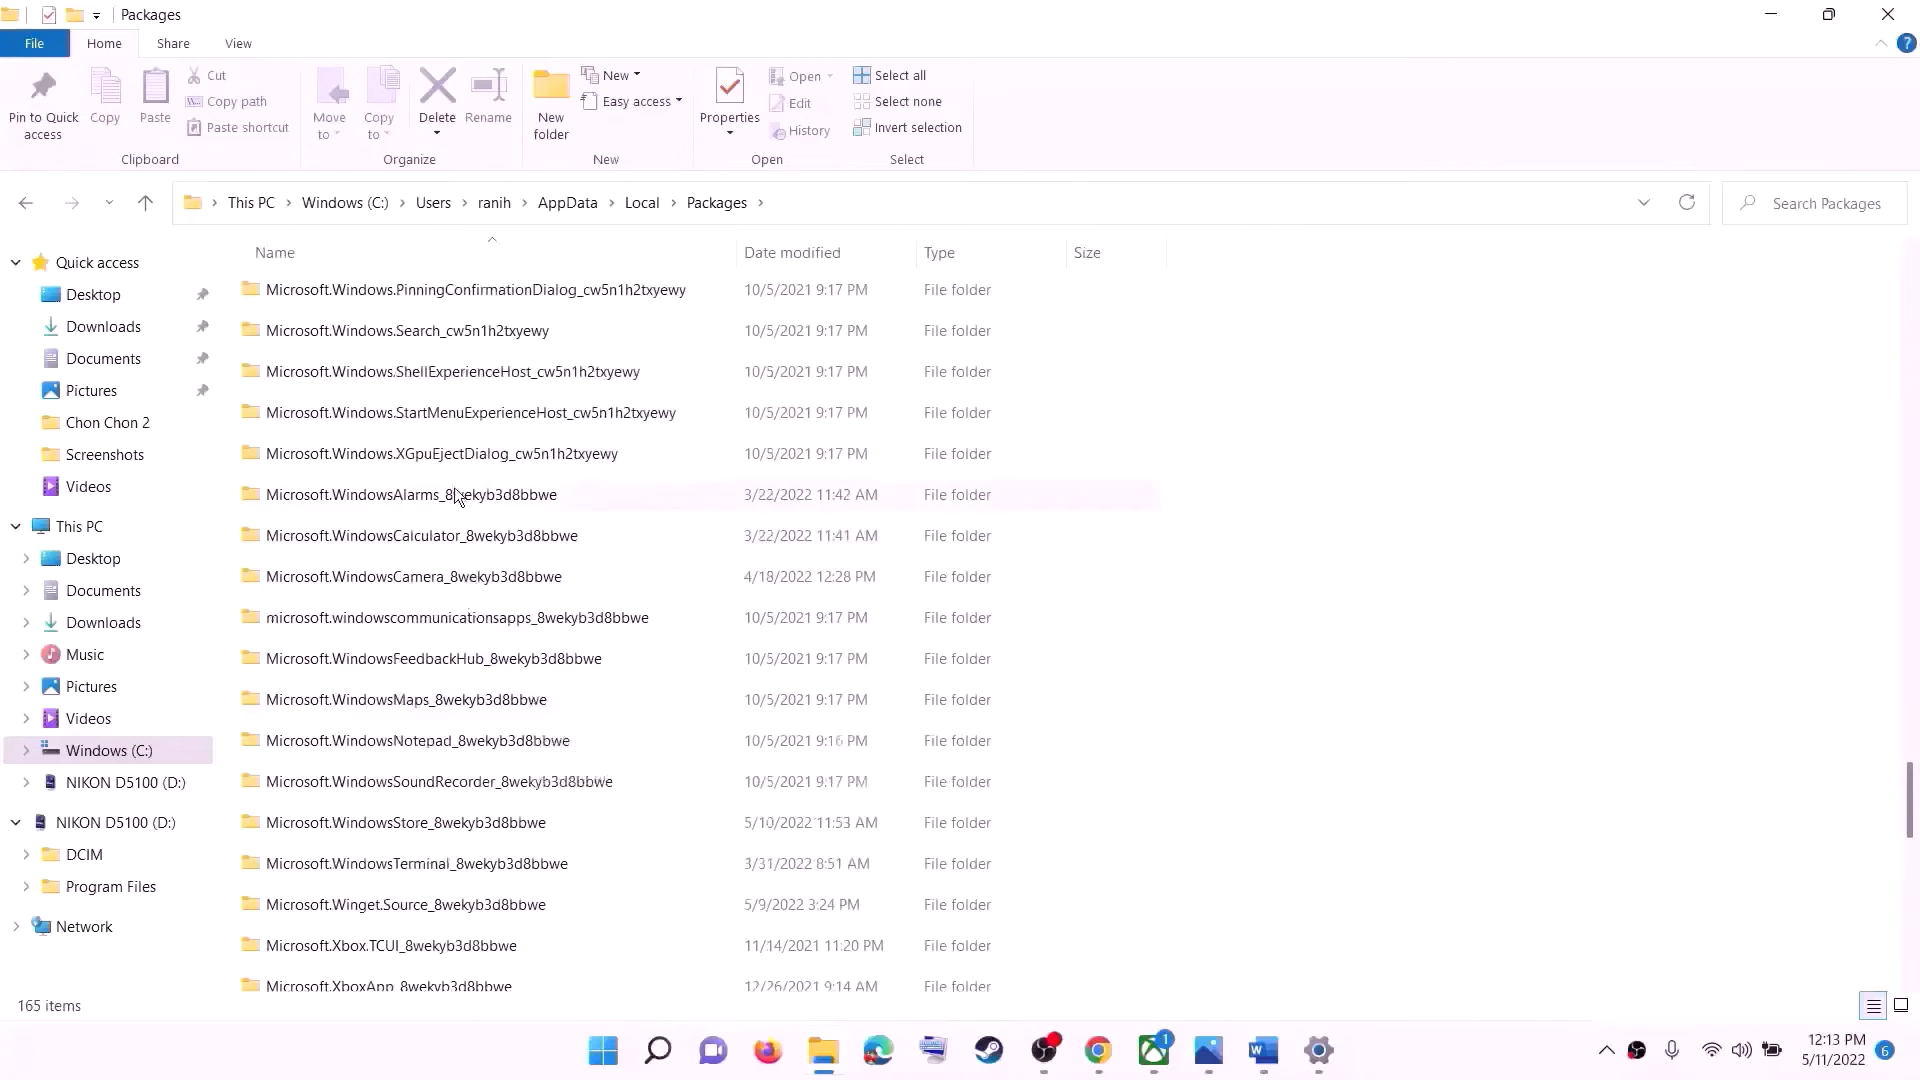 Packages
File Home Share View
Pin to Quick access
Copy
Paste
Cut
Copy path
Paste shortcut
Clipboard
Move to
Copy to
Delete
Rename
Organize
New folder
New
Easy access
New
Properties
Open
Edit
History
Open
Select all
Select none
Invert selection
Select
This PC > Windows (C:) > Users > ranih > AppData > Local > Packages >
Search Packages
Name Date modified Type Size
Quick access
Desktop
Downloads
Documents
Pictures
Chon Chon 2
Screenshots
Videos
This PC
Desktop
Documents
Downloads
Music
Pictures
Videos
Windows (C:)
NIKON D5100 (D:)
NIKON D5100 (D:)
DCIM
Program Files
Network
Microsoft.Windows.PinningConfirmationDialog_cw5n1h2txyewy 10/5/2021 9:17 PM File folder
Microsoft.Windows.Search_cw5n1h2txyewy 10/5/2021 9:17 PM File folder
Microsoft.Windows.ShellExperienceHost_cw5n1h2txyewy 10/5/2021 9:17 PM File folder
Microsoft.Windows.StartMenuExperienceHost_cw5n1h2txyewy 10/5/2021 9:17 PM File folder
Microsoft.Windows.XGpuEjectDialog_cw5n1h2txyewy 10/5/2021 9:17 PM File folder
Microsoft.WindowsAlarms_8wekyb3d8bbwe 3/22/2022 11:42 AM File folder
Microsoft.WindowsCalculator_8wekyb3d8bbwe 3/22/2022 11:41 AM File folder
Microsoft.WindowsCamera_8wekyb3d8bbwe 4/18/2022 12:28 PM File folder
microsoft.windowscommunicationsapps_8wekyb3d8bbwe 10/5/2021 9:17 PM File folder
Microsoft.WindowsFeedbackHub_8wekyb3d8bbwe 10/5/2021 9:17 PM File folder
Microsoft.WindowsMaps_8wekyb3d8bbwe 10/5/2021 9:17 PM File folder
Microsoft.WindowsNotepad_8wekyb3d8bbwe 10/5/2021 9:16 PM File folder
Microsoft.WindowsSoundRecorder_8wekyb3d8bbwe 10/5/2021 9:17 PM File folder
Microsoft.WindowsStore_8wekyb3d8bbwe 5/10/2022 11:53 AM File folder
Microsoft.WindowsTerminal_8wekyb3d8bbwe 3/31/2022 8:51 AM File folder
Microsoft.Winget.Source_8wekyb3d8bbwe 5/9/2022 3:24 PM File folder
Microsoft.Xbox.TCUI_8wekyb3d8bbwe 11/14/2021 11:20 PM File folder
Microsoft.XboxApp_8wekyb3d8bbwe 12/26/2021 9:14 AM File folder
165 items
1
12:13 PM
5/11/2022
6